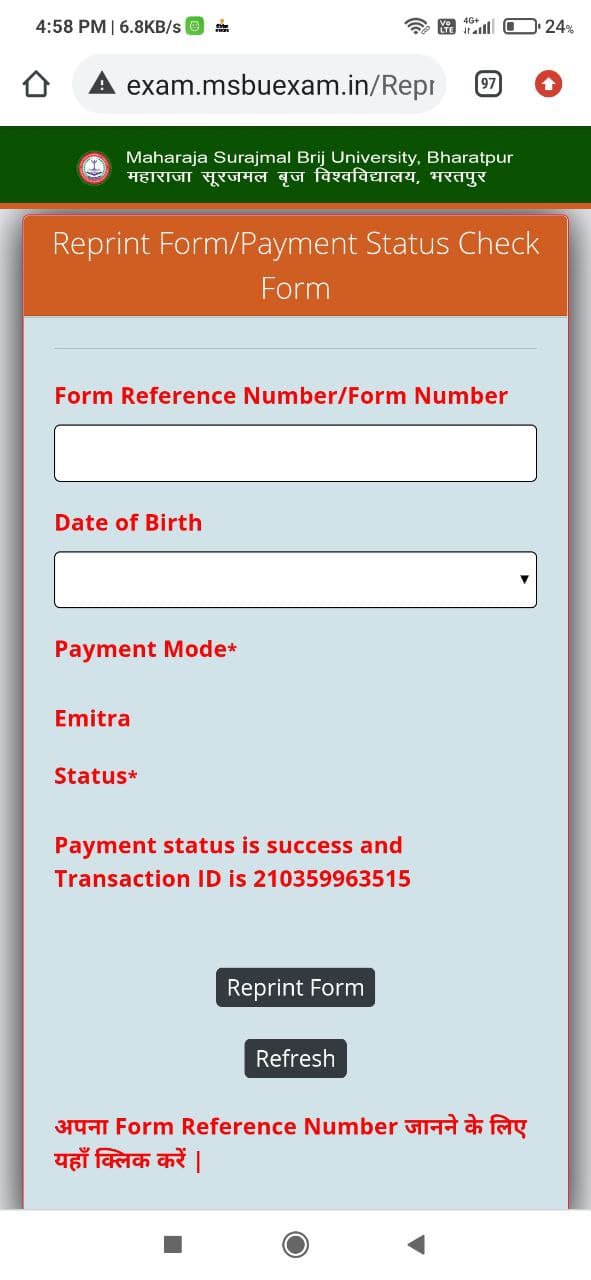 4:58 PM | 6.8KB/s
4G+
Vo
LTE
24%
exam.msbuexam.in/Repr
97
Maharaja Surajmal Brij University, Bharatpur
महाराजा सूरजमल बृज विश्वविद्यालय, भरतपुर
Reprint Form/Payment Status Check
Form
Form Reference Number/Form Number
Date of Birth
Payment Mode*
Emitra
Status*
Payment status is success and
Transaction ID is 210359963515
Reprint Form
Refresh
अपना Form Reference Number जानने के लिए
यहाँ क्लिक करें |